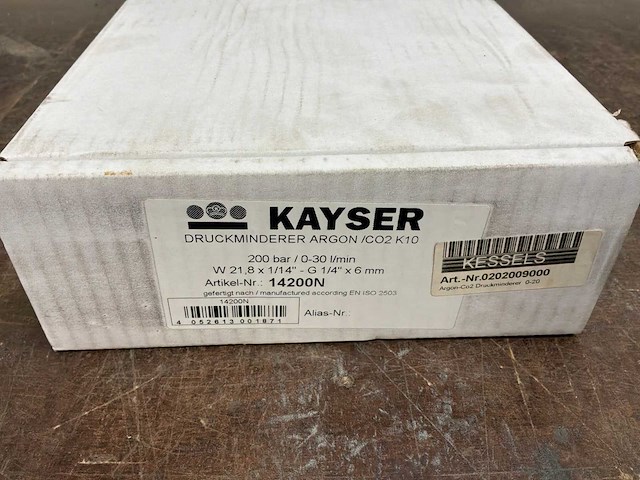 KAYSER
DRUCKMINDERER ARGON /CO2 K10
200 bar / 0-30 l/min
W 21,8 x 1/14" - G 1/4" x 6 mm
Artikel-Nr.: 14200N
gefertigt nach / manufactured according EN ISO 2503
14200N
4 052613 001871
Alias-Nr.:
KESSELS
Art.-Nr.0202009000
Argon-Co2 Druckminderer 0-20